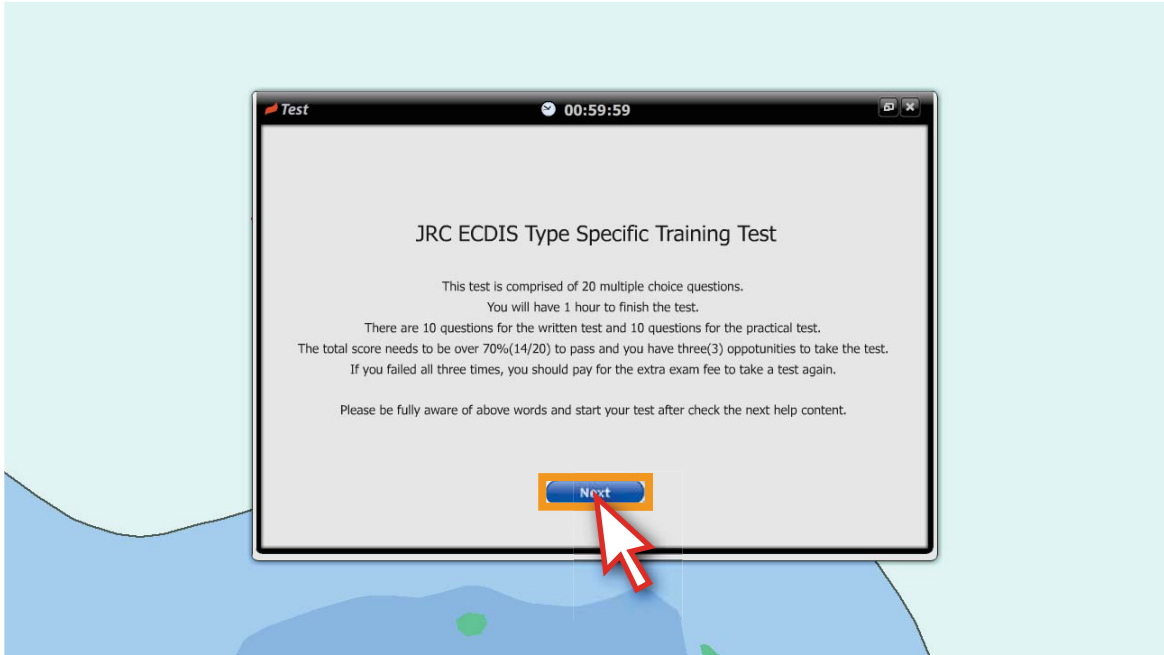 Test
00:59:59
JRC ECDIS Type Specific Training Test
This test is comprised of 20 multiple choice questions.
You will have 1 hour to finish the test.
There are 10 questions for the written test and 10 questions for the practical test.
The total score needs to be over 70%(14/20) to pass and you have three(3) oppotunities to take the test.
If you failed all three times, you should pay for the extra exam fee to take a test again.
Please be fully aware of above words and start your test after check the next help content.
Next